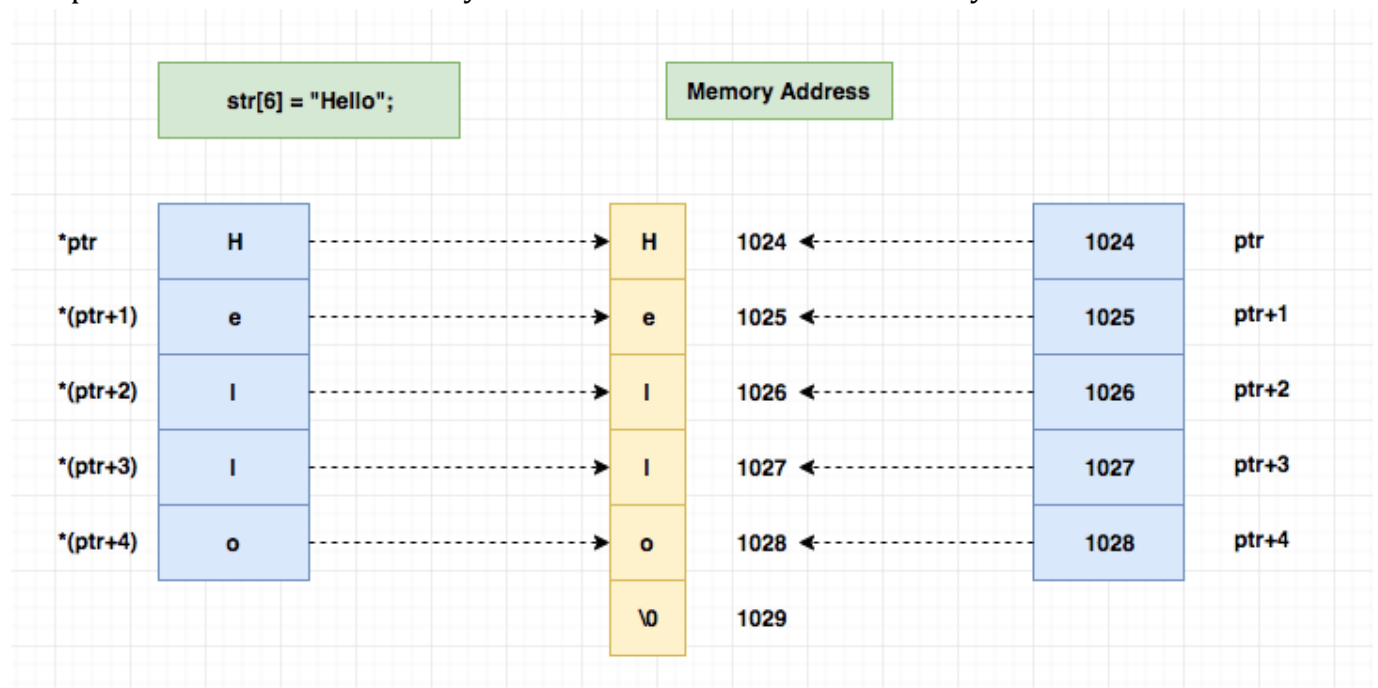 str[6] = "Hello";
Memory Address
*ptr H H 1024 1024 ptr
*(ptr+1) e e 1025 1025 ptr+1
*(ptr+2) l l 1026 1026 ptr+2
*(ptr+3) l l 1027 1027 ptr+3
*(ptr+4) o o 1028 1028 ptr+4
\0 1029